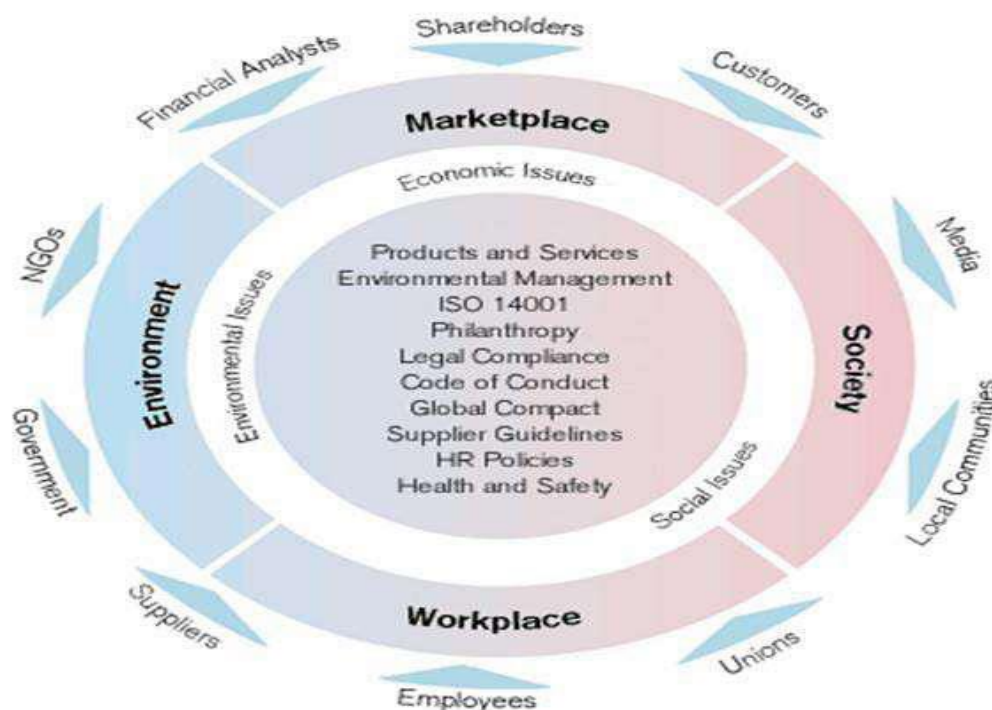 Shareholders
Financial Analysts
Customers
Marketplace
Economic Issues
NGOs
Media
Environment
Environmental Issues
Products and Services
Environmental Management
ISO 14001
Philanthropy
Legal Compliance
Code of Conduct
Global Compact
Supplier Guidelines
HR Policies
Health and Safety
Society
Social Issues
Government
Local Communities
Suppliers
Workplace
Unions
Employees